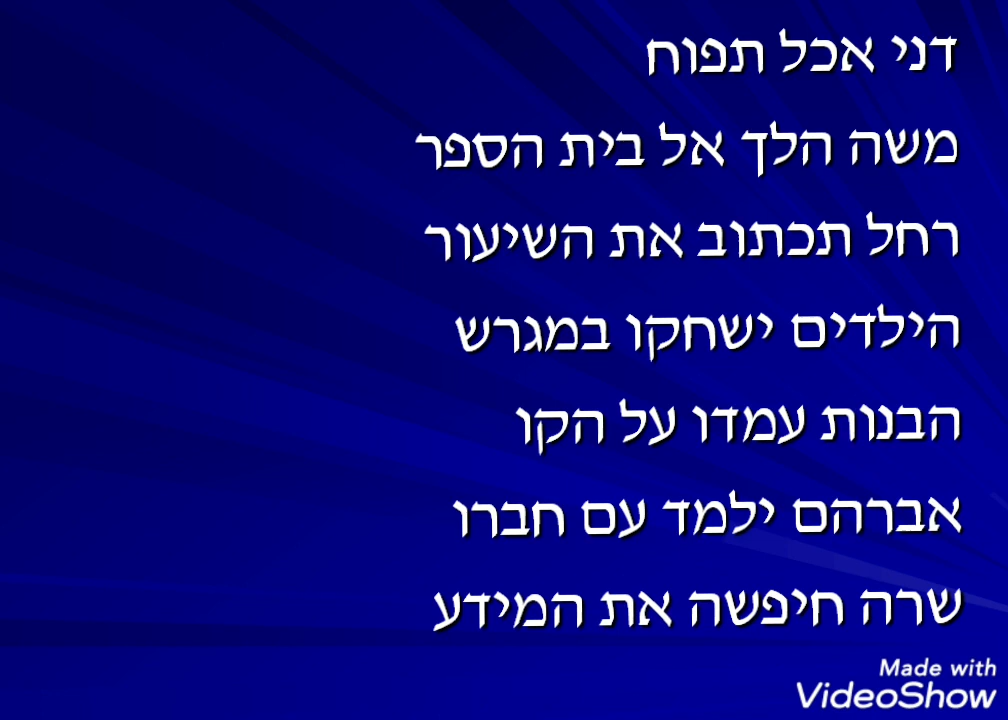 דני אכל תפוח
משה הלך אל בית הספר
רחל תכתוב את השיעור
הילדים ישחקו במגרש
הבנות עמדו על הקו
אברהם ילמד עם חברו
שרה חיפשה את המידע
Made with
VideoShow